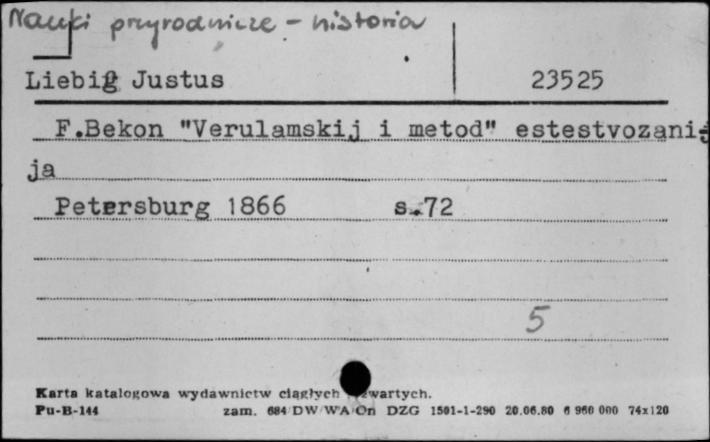 Nauki przyrodnicze - historia
Liebig Justus 23525
F.Bekon "Verulamskij i metod" estestvozani-
ja
Petersburg 1866 s.72
5
Karta katalogowa wydawnictw ciągłych zwartych.
Pu-B-144 zam. 684/DW/WA/On DZG 1501-1-290 20.06.80 6 960 000 74x120